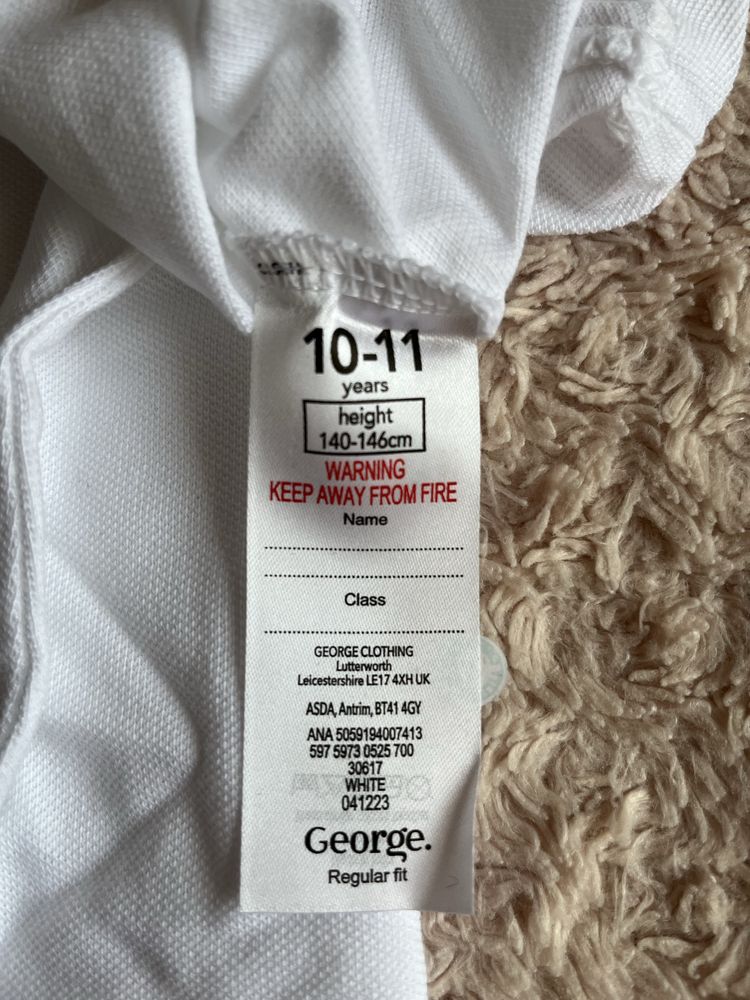 10-11
years
height
140-146cm
WARNING
KEEP AWAY FROM FIRE
Name
Class
GEORGE CLOTHING
Lutterworth
Leicestershire LE17 4XH UK
ASDA, Antrim, BT41 4GY
ANA 5059194007413
597 5973 0525 700
30617
WHITE
041223
George.
Regular fit